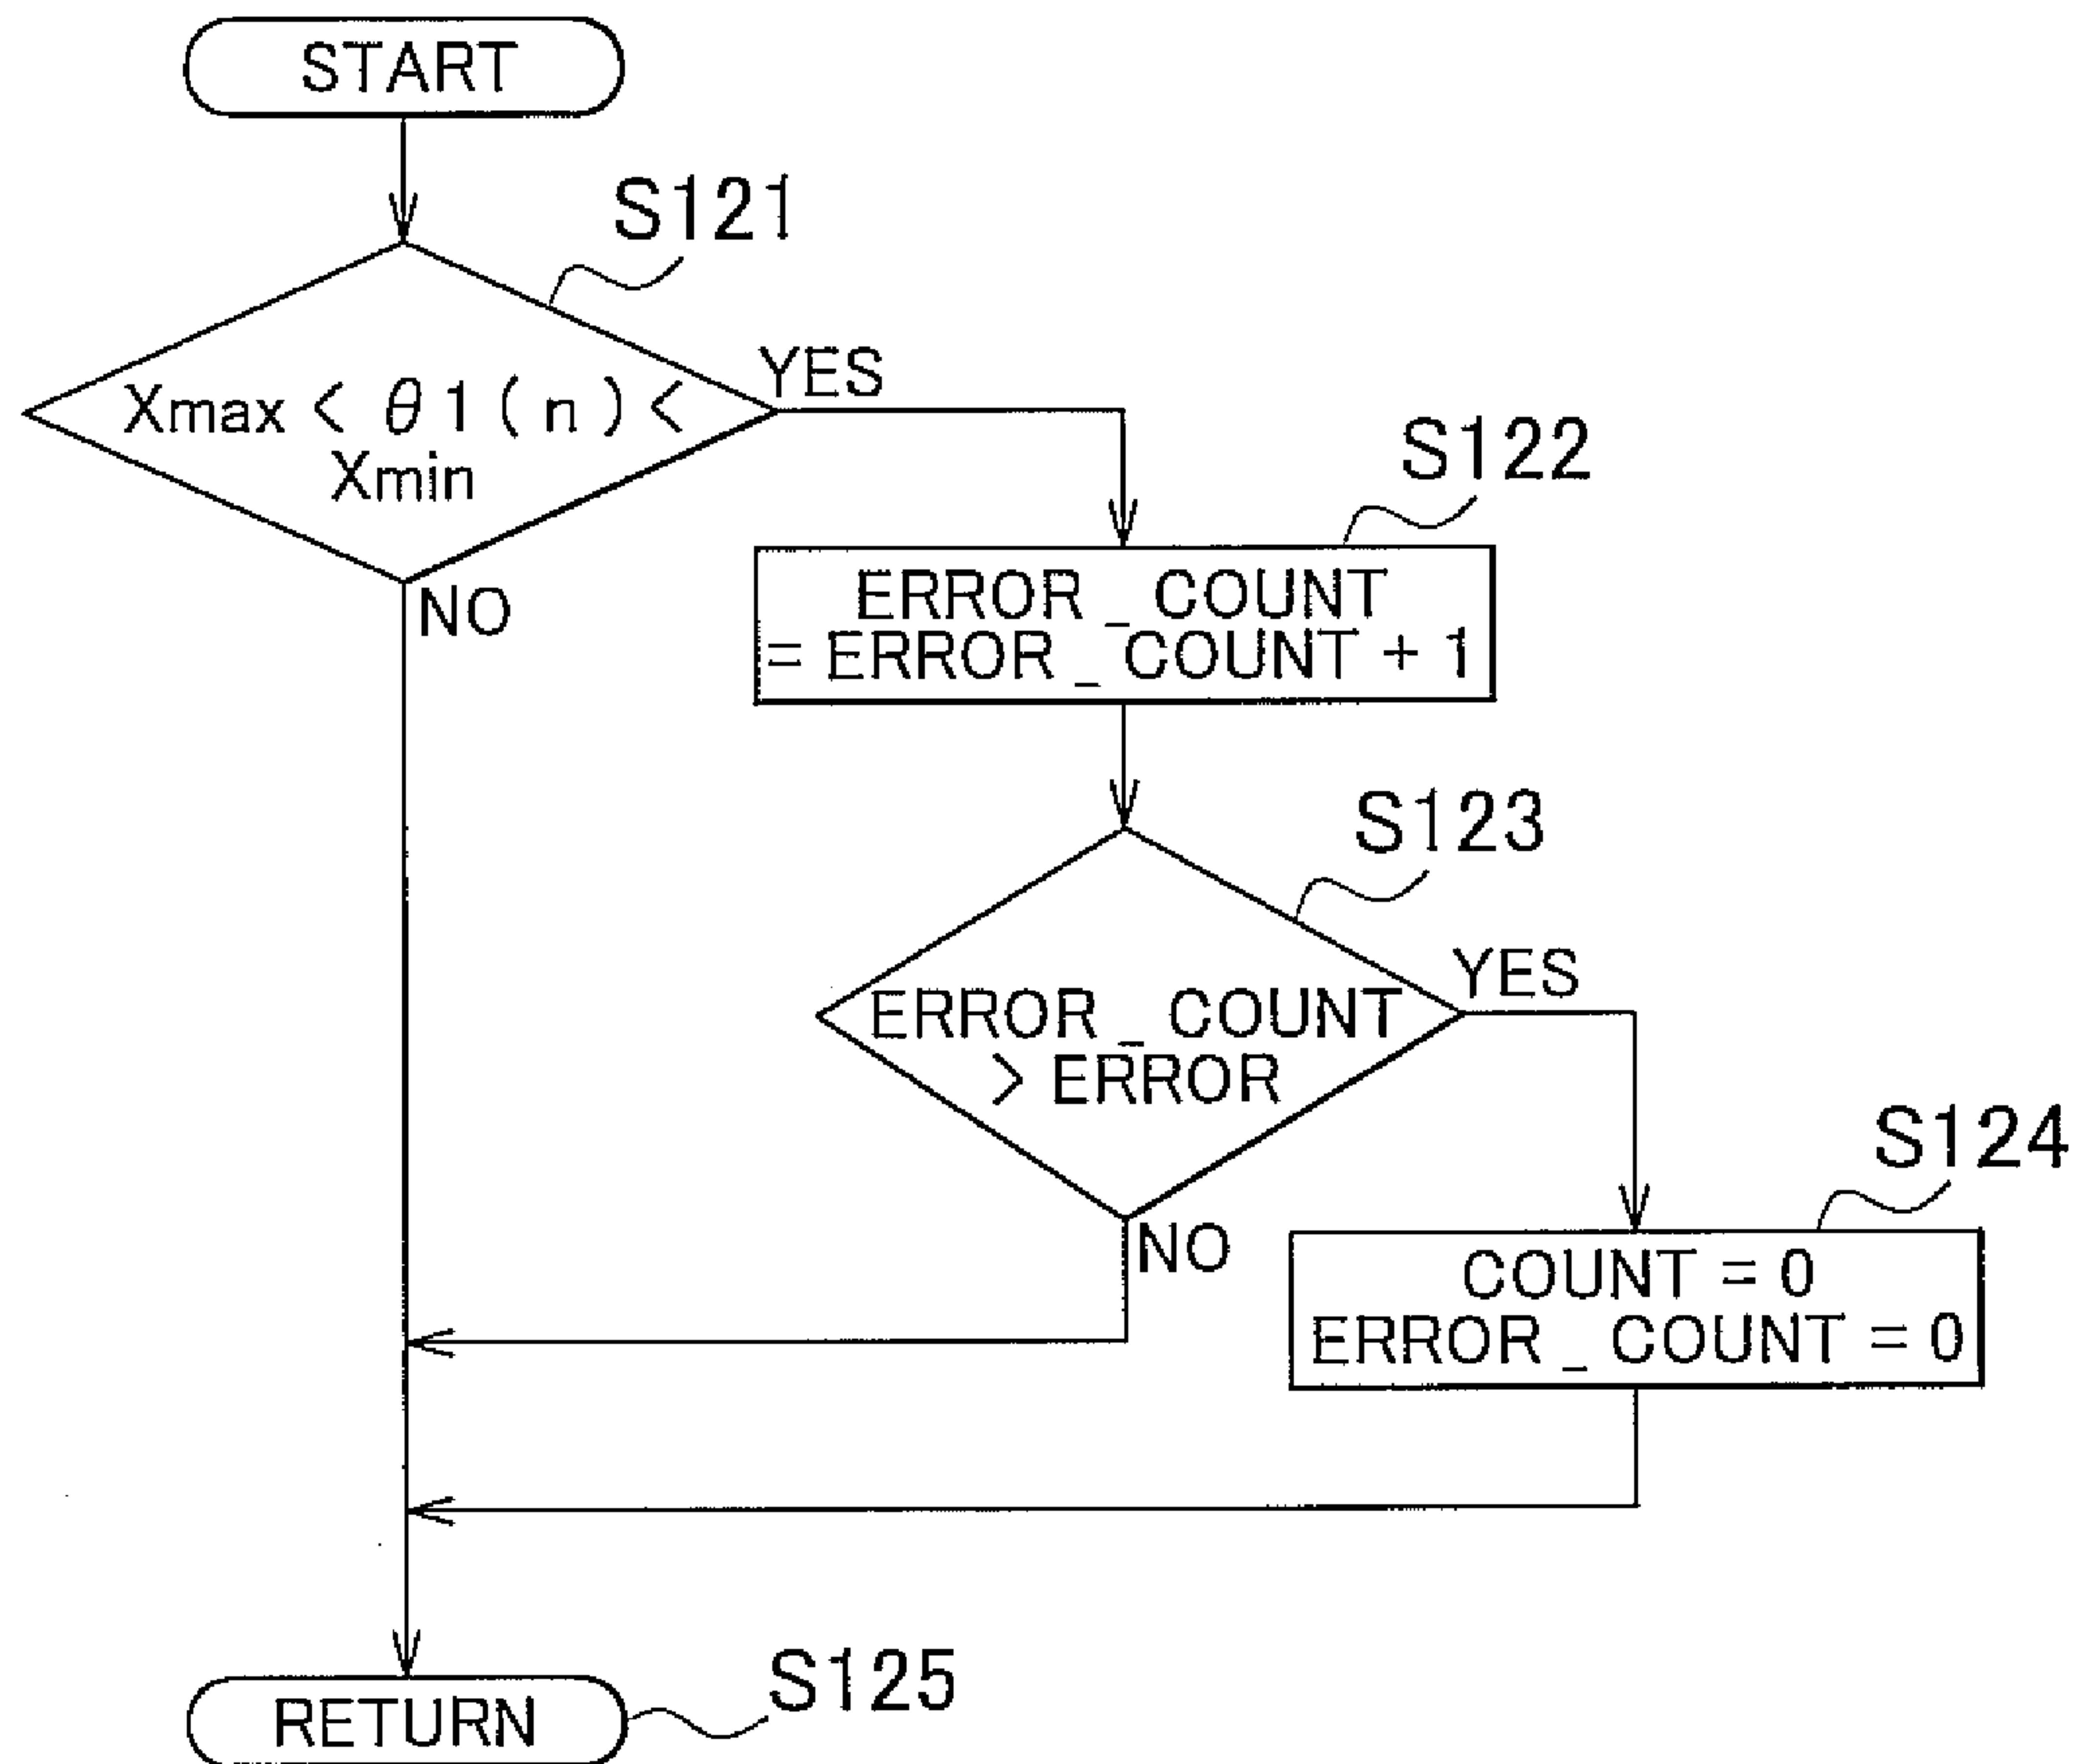 START
S121
Xmax < θ1(n) <
Xmin
YES
NO
S122
ERROR_COUNT
= ERROR_COUNT + 1
S123
ERROR_COUNT
> ERROR
YES
NO
S124
COUNT = 0
ERROR_COUNT = 0
RETURN
S125